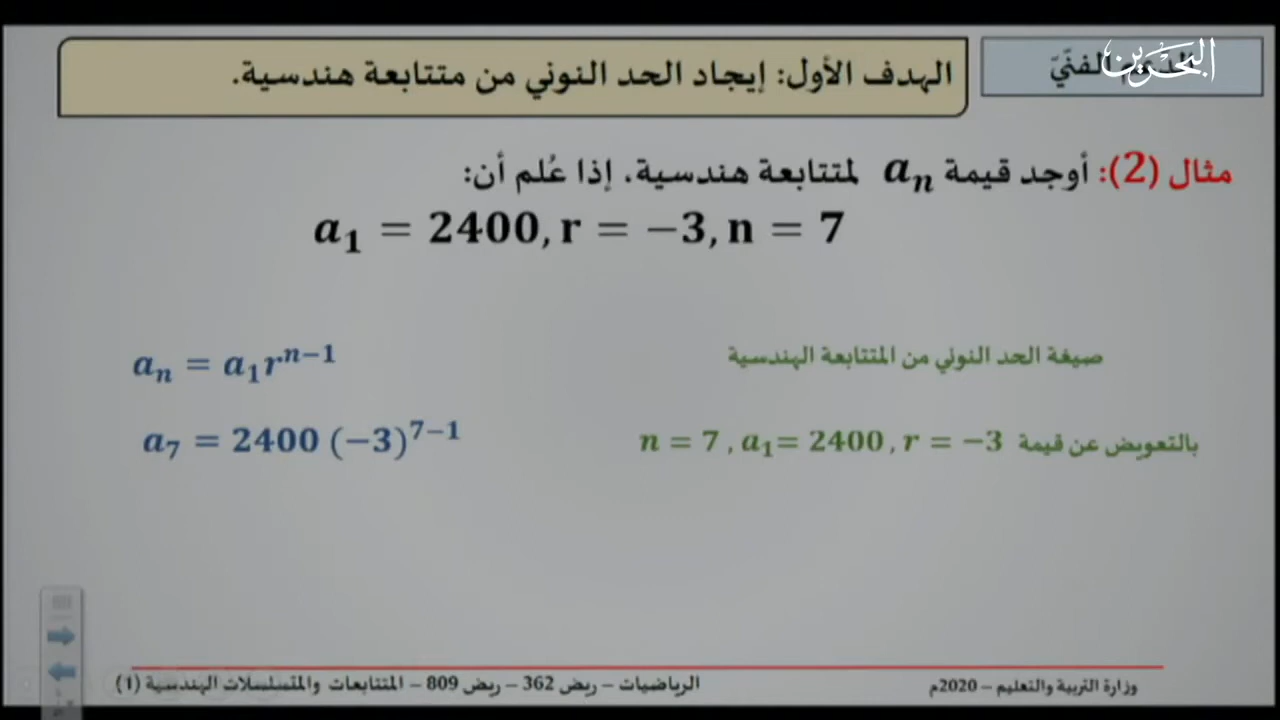 البحرين
الفنيّ
الهدف الأول: إيجاد الحد النوني من متتابعة هندسية.
مثال (2): أوجد قيمة aₙ لمتتابعة هندسية. إذا عُلم أن:
a₁ = 2400, r = −3, n = 7
صيغة الحد النوني من المتتابعة الهندسية
aₙ = a₁rⁿ⁻¹
بالتعويض عن قيمة n = 7 , a₁= 2400 , r = −3
a₇ = 2400 (−3)⁷⁻¹
وزارة التربية والتعليم – 2020م
الرياضيات – ريض 362 – ريض 809 – المتتابعات والمتسلسلات الهندسية (1)